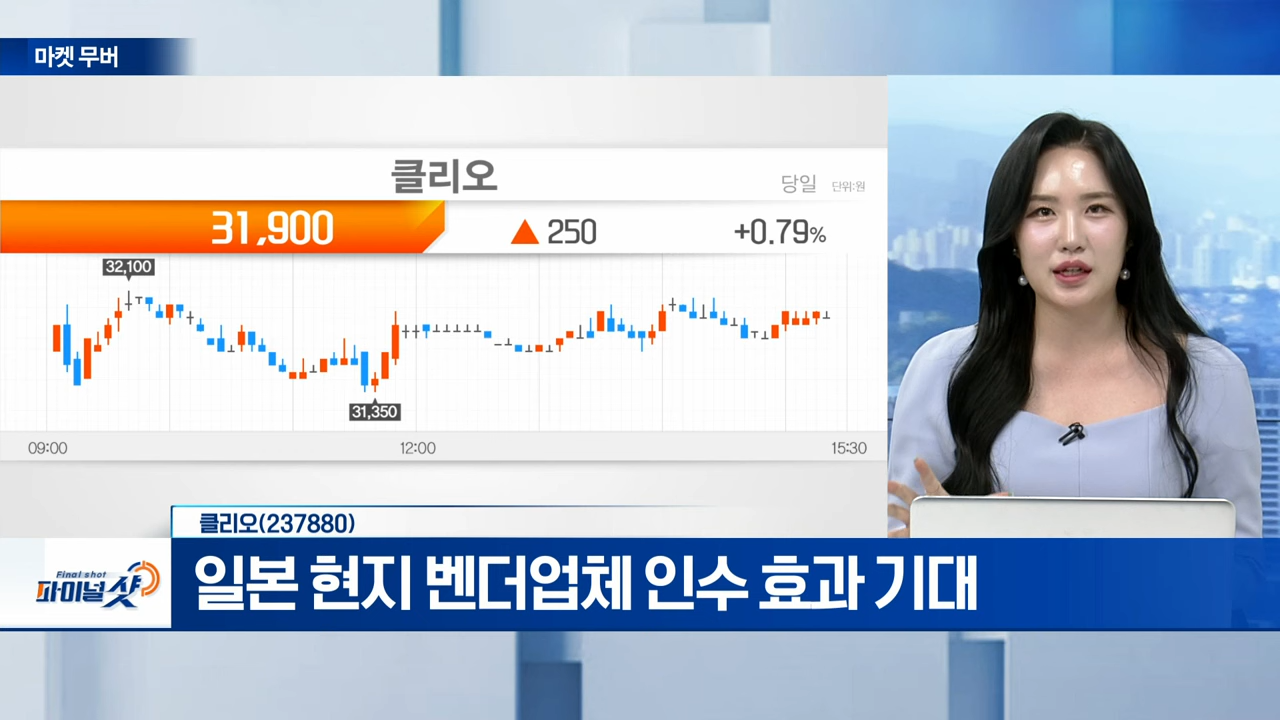 마켓 무버
클리오
당일 단위:원
31,900 ▲ 250 +0.79%
32,100
31,350
09:00 12:00 15:30
클리오(237880)
Final shot
파이널샷
일본 현지 벤더업체 인수 효과 기대